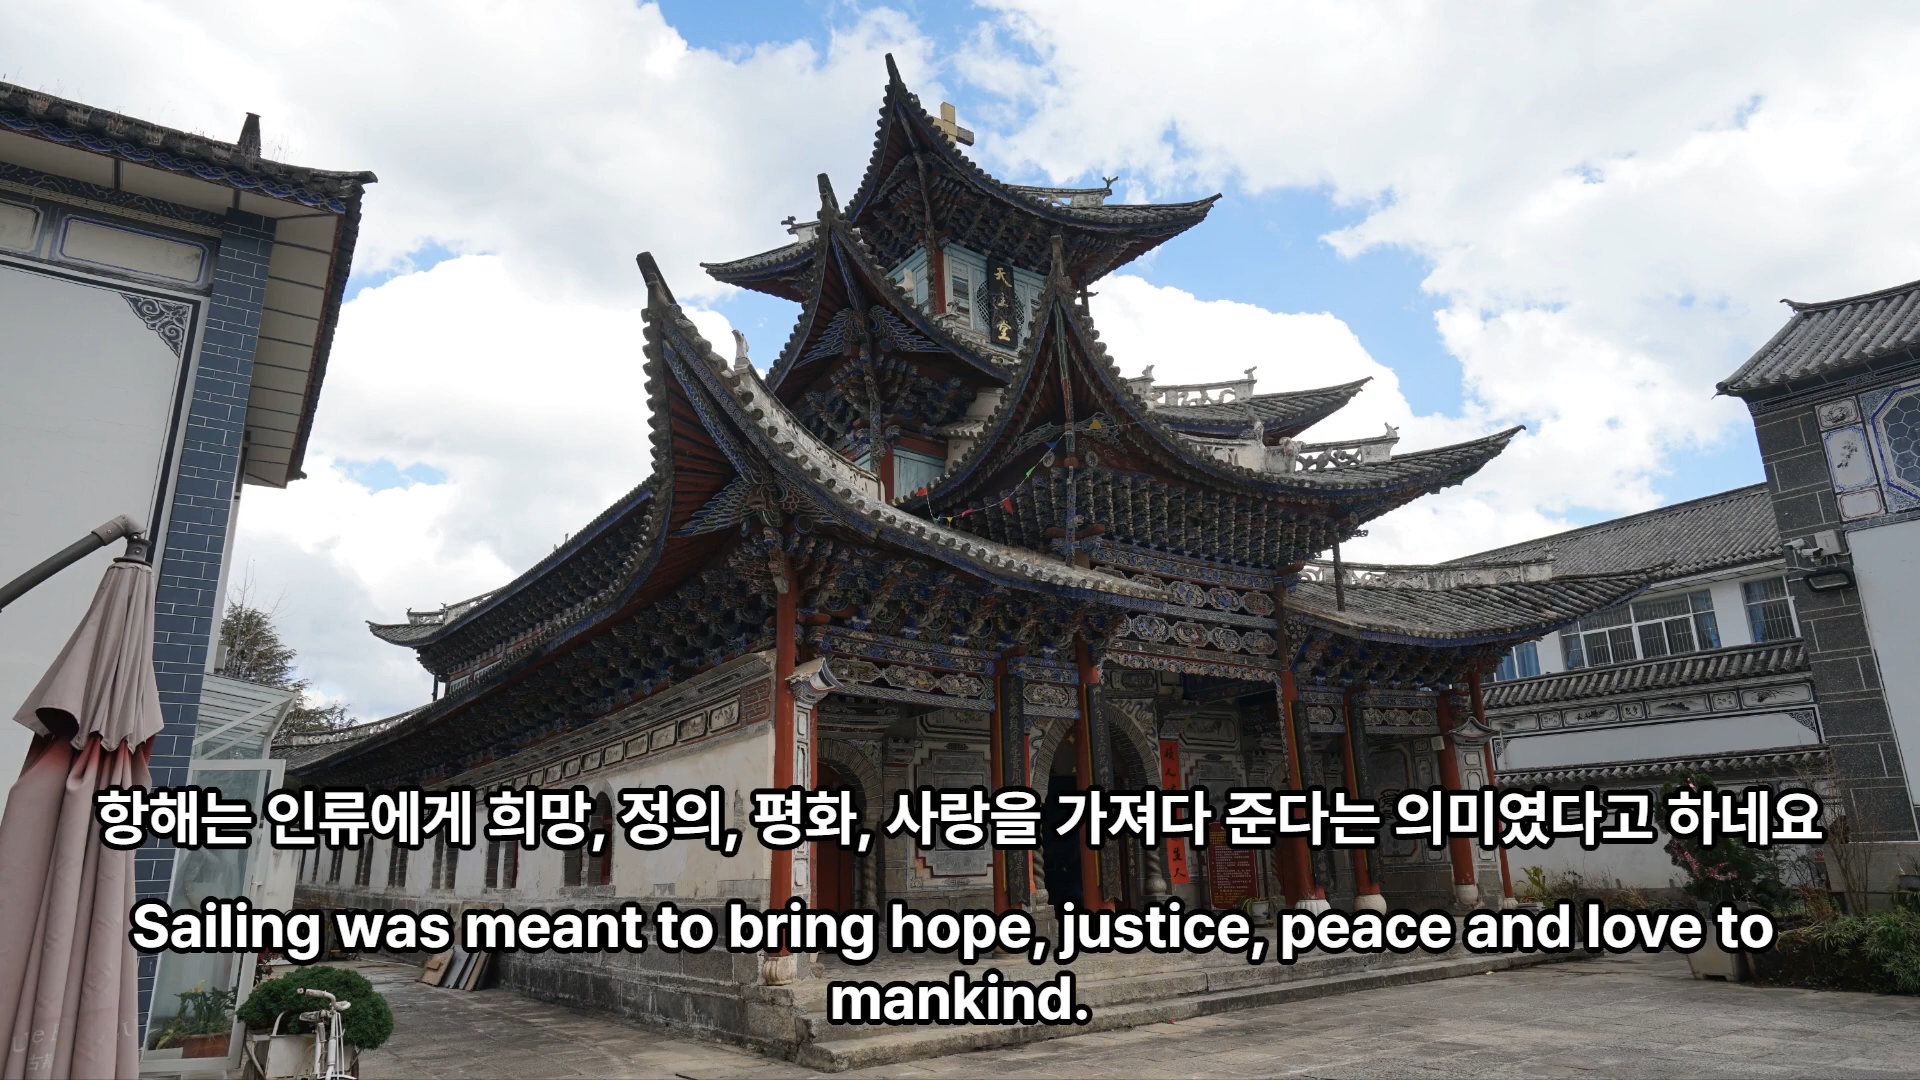 天主堂
항해는 인류에게 희망, 정의, 평화, 사랑을 가져다 준다는 의미였다고 하네요
Sailing was meant to bring hope, justice, peace and love to
mankind.